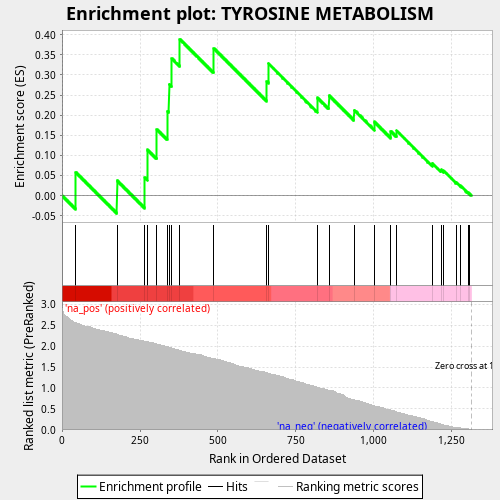 Enrichment plot: TYROSINE METABOLISM
Enrichment score (ES)
0.40
0.35
0.30
0.25
0.20
0.15
0.10
0.05
0.00
-0.05
Ranked list metric (PreRanked)
3.0
2.5
2.0
1.5
1.0
0.5
0.0
'na_pos' (positively correlated)
Zero cross at 1
'na_neg' (negatively correlated)
0 250 500 750 1,000 1,250
Rank in Ordered Dataset
Enrichment profile Hits Ranking metric scores